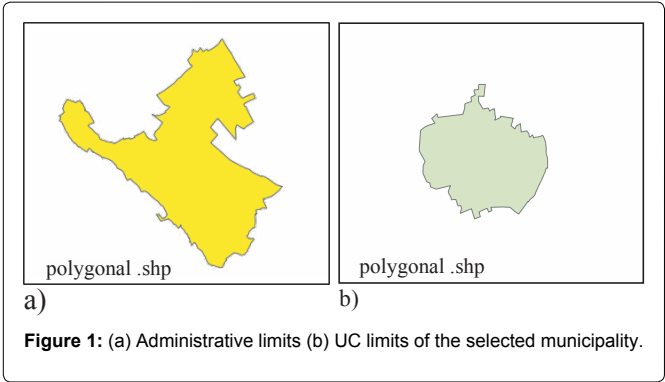 polygonal .shp
polygonal .shp
a)
b)
Figure 1: (a) Administrative limits (b) UC limits of the selected municipality.